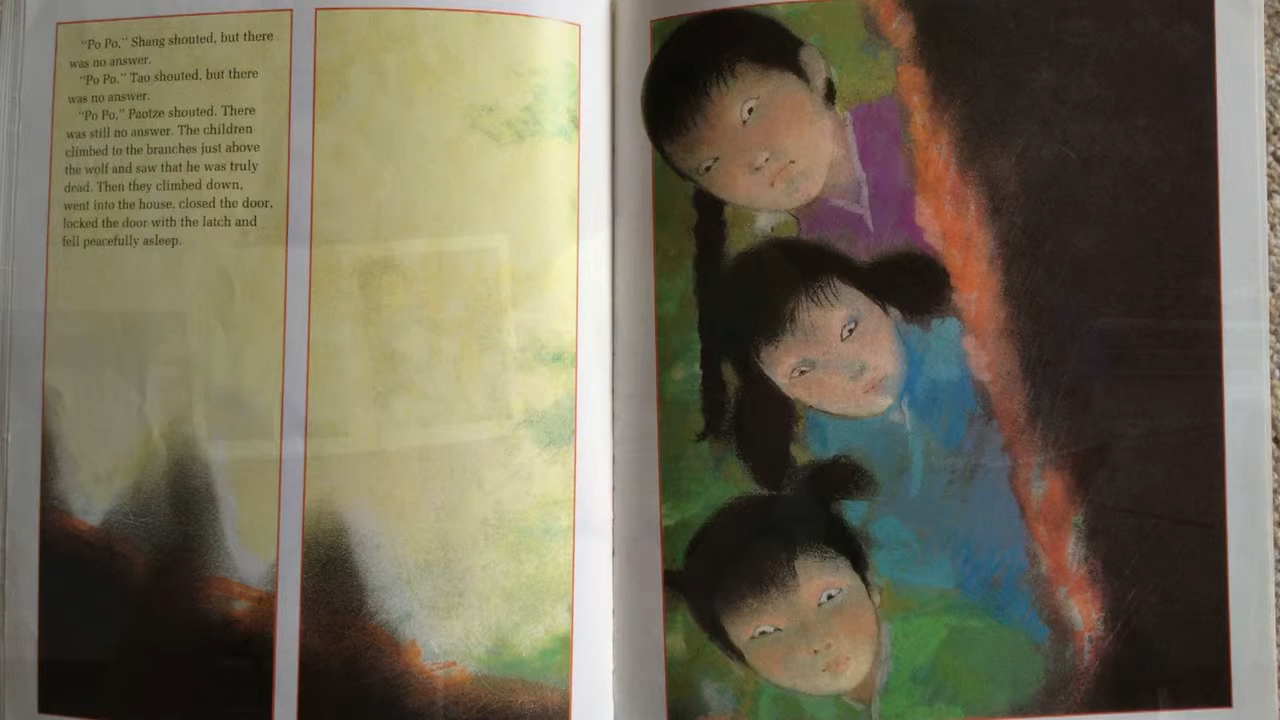 "Po Po," Shang shouted, but there
was no answer.
"Po Po," Tao shouted, but there
was no answer.
"Po Po," Paotze shouted. There
was still no answer. The children
climbed to the branches just above
the wolf and saw that he was truly
dead. Then they climbed down,
went into the house, closed the door,
locked the door with the latch and
fell peacefully asleep.